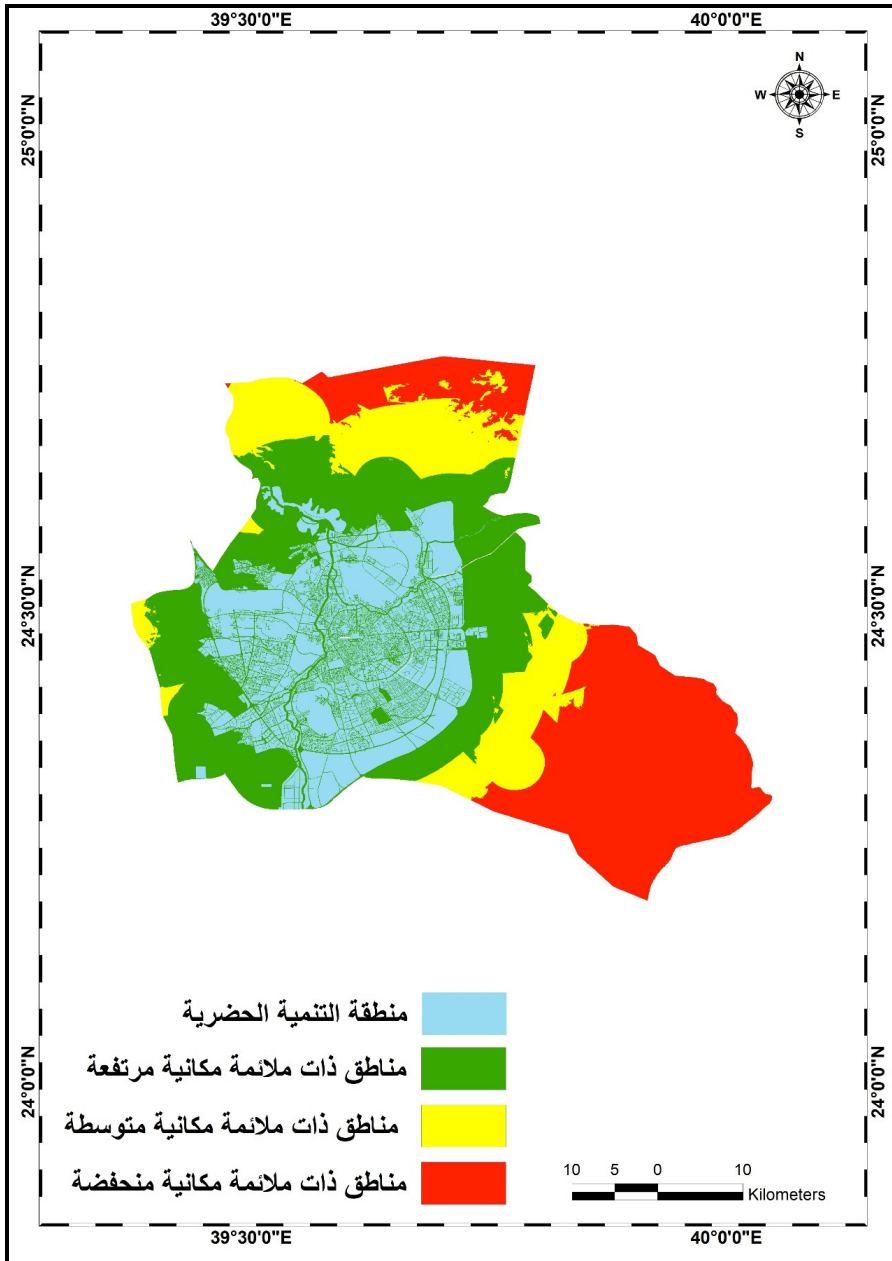 39°30'0"E 40°0'0"E
N
W E
S
25°0'0"N 25°0'0"N
24°30'0"N 24°30'0"N
24°0'0"N 24°0'0"N
منطقة التنمية الحضرية
مناطق ذات ملائمة مكانية مرتفعة
مناطق ذات ملائمة مكانية متوسطة
مناطق ذات ملائمة مكانية منحفضة
10 5 0 10
Kilometers
39°30'0"E 40°0'0"E